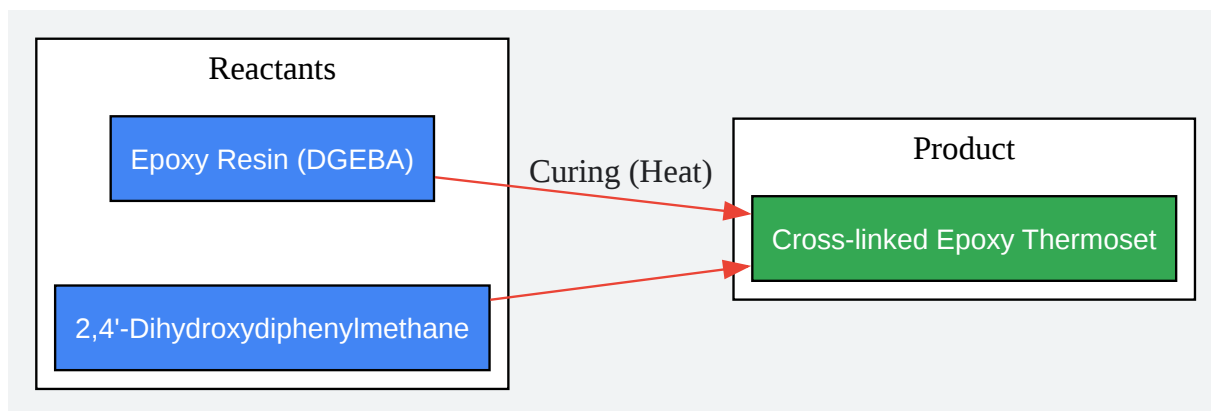 Reactants
Epoxy Resin (DGEBA)
2,4'-Dihydroxydiphenylmethane
Curing (Heat)
Product
Cross-linked Epoxy Thermoset